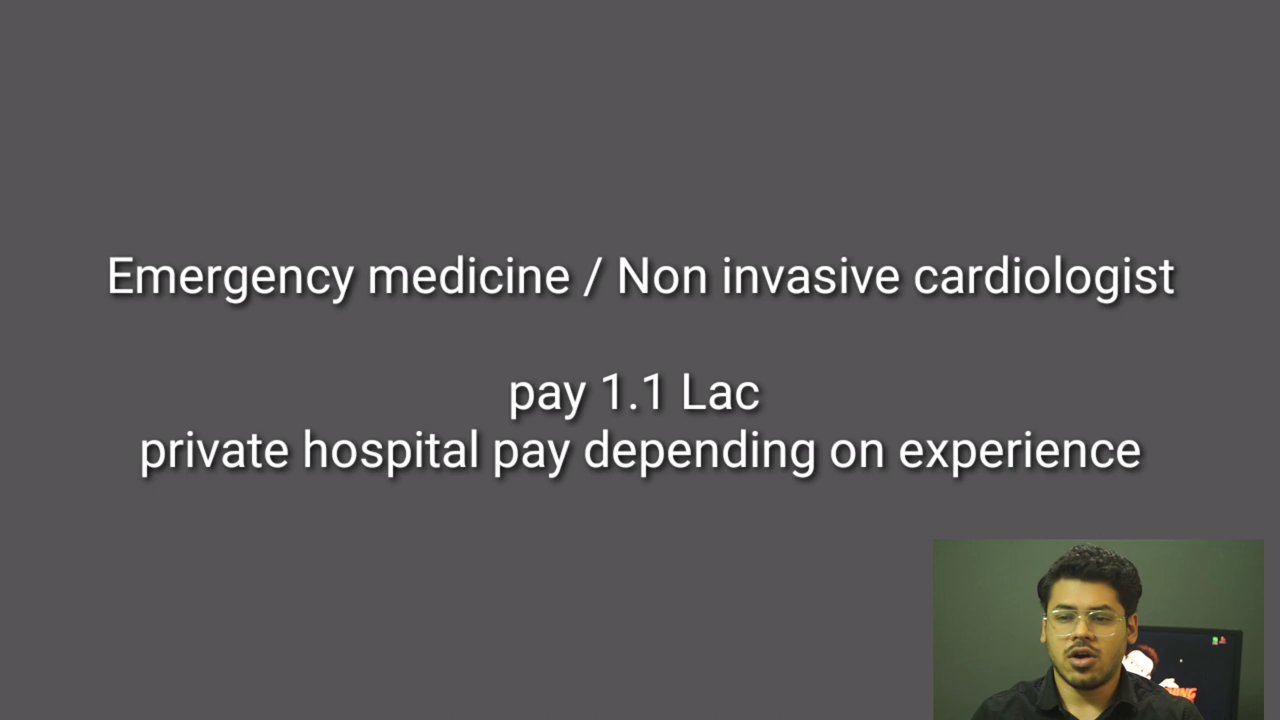 Emergency medicine / Non invasive cardiologist
pay 1.1 Lac
private hospital pay depending on experience